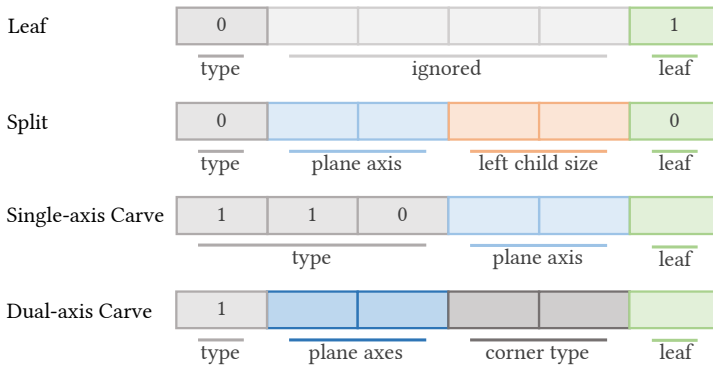 Leaf 0 1
type ignored leaf
Split 0 0
type plane axis left child size leaf
Single-axis Carve 1 1 0
type plane axis leaf
Dual-axis Carve 1
type plane axes corner type leaf